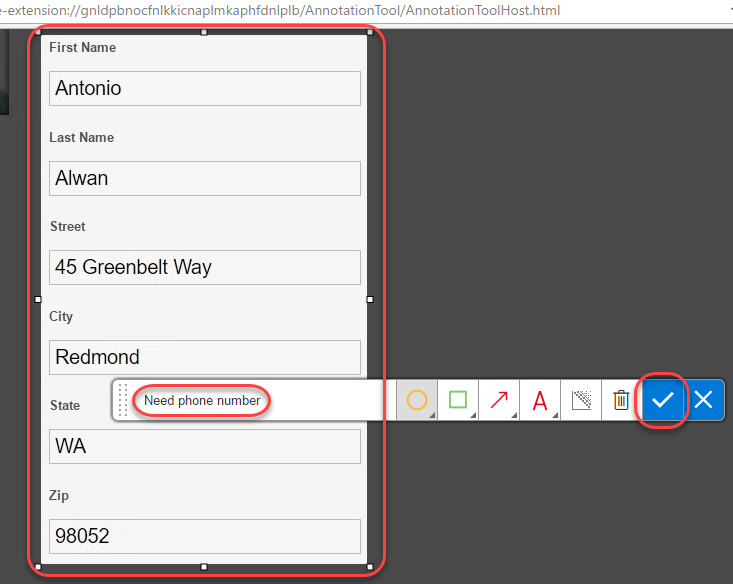 e-extension://gnldpbnocfnlkkicnaplmkaphfdnlplb/AnnotationTool/AnnotationToolHost.html
First Name
Antonio
Last Name
Alwan
Street
45 Greenbelt Way
City
Redmond
Need phone number
A
State
WA
Zip
98052